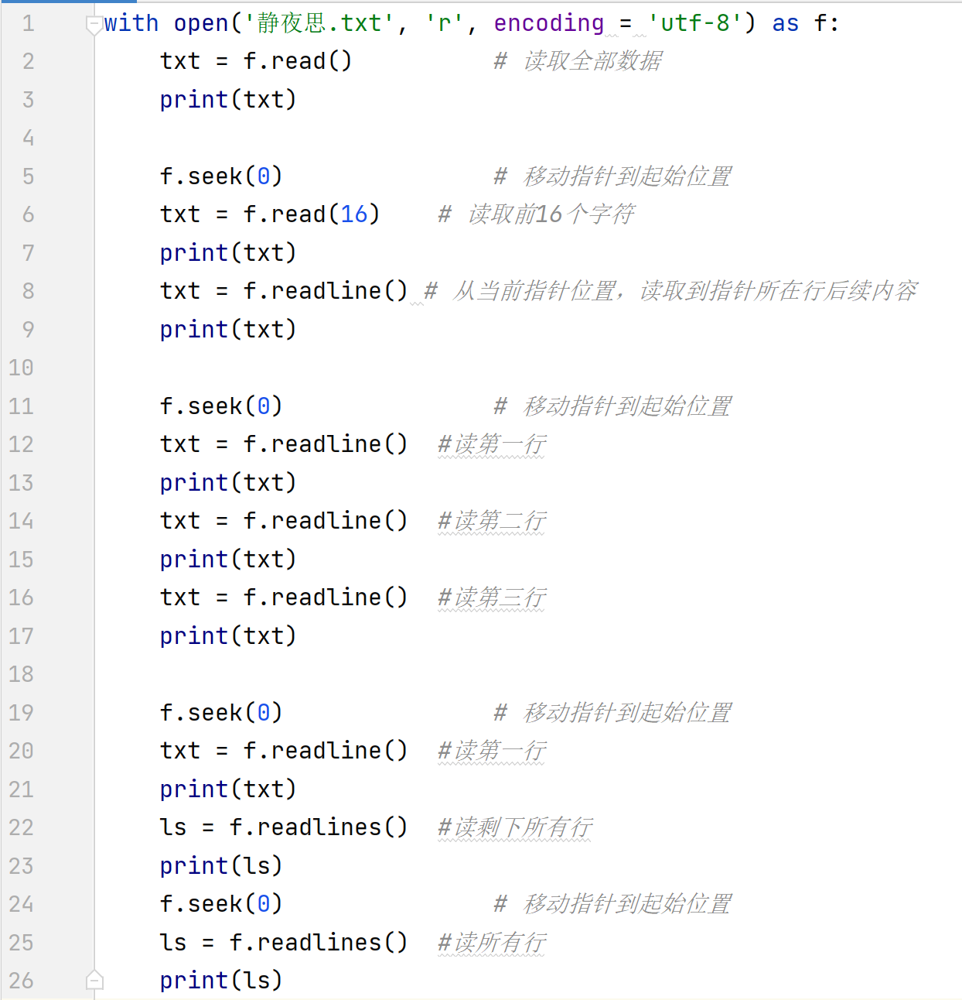 1 with open('静夜思.txt', 'r', encoding = 'utf-8') as f:
2 txt = f.read() # 读取全部数据
3 print(txt)
4
5 f.seek(0) # 移动指针到起始位置
6 txt = f.read(16) # 读取前16个字符
7 print(txt)
8 txt = f.readline() # 从当前指针位置，读取到指针所在行后续内容
9 print(txt)
10
11 f.seek(0) # 移动指针到起始位置
12 txt = f.readline() #读第一行
13 print(txt)
14 txt = f.readline() #读第二行
15 print(txt)
16 txt = f.readline() #读第三行
17 print(txt)
18
19 f.seek(0) # 移动指针到起始位置
20 txt = f.readline() #读第一行
21 print(txt)
22 ls = f.readlines() #读剩下所有行
23 print(ls)
24 f.seek(0) # 移动指针到起始位置
25 ls = f.readlines() #读所有行
26 print(ls)